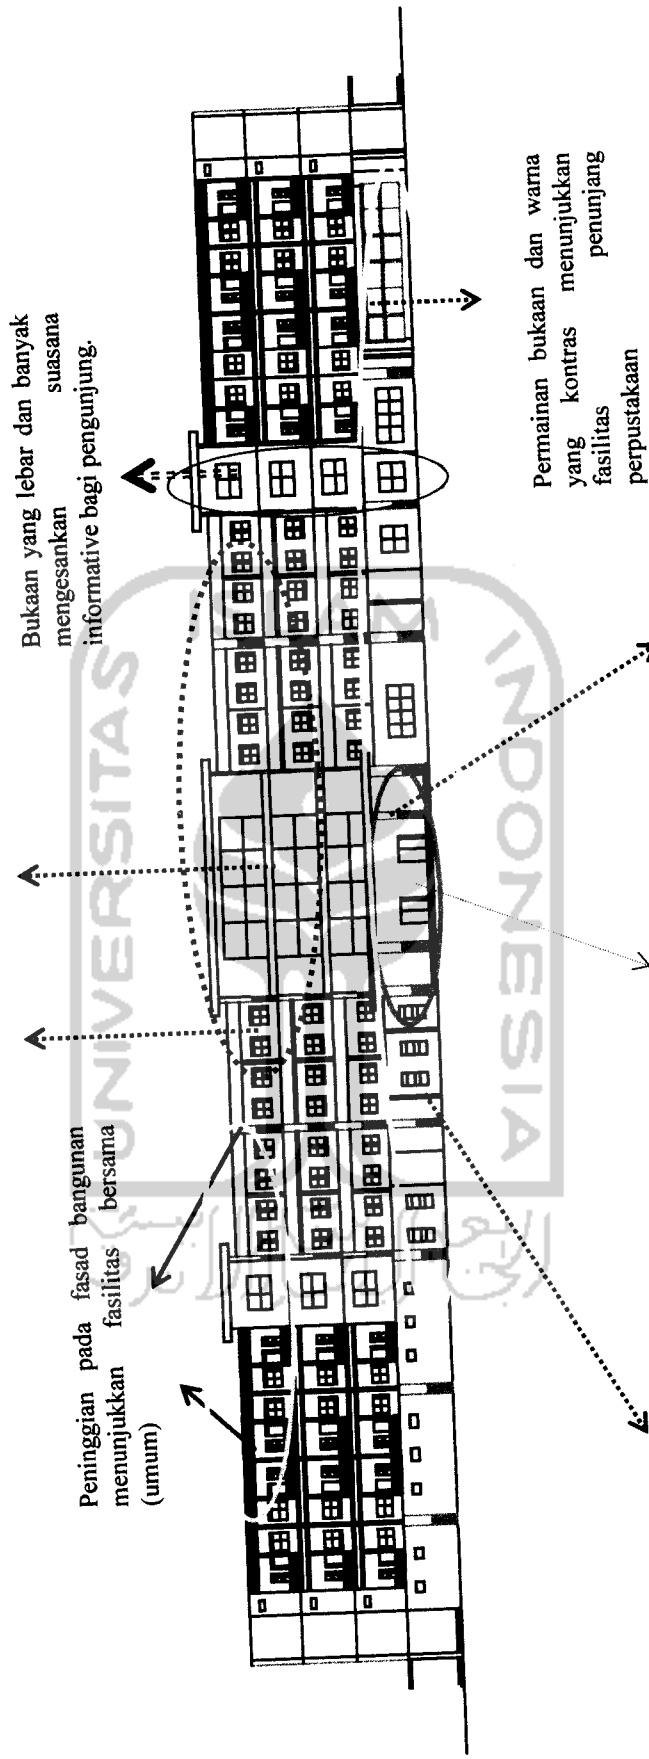 Peninggian pada fasad bangunan
menunjukkan fasilitas bersama
(umum)
Bukaan yang lebar dan banyak
mengesankan suasana
informative bagi pengunjung.
Permainan bukaan dan warna
yang kontras menunjukkan
fasilitas penunjang
perpustakaan
UNIVERSITAS
ISLAM
INDONESIA